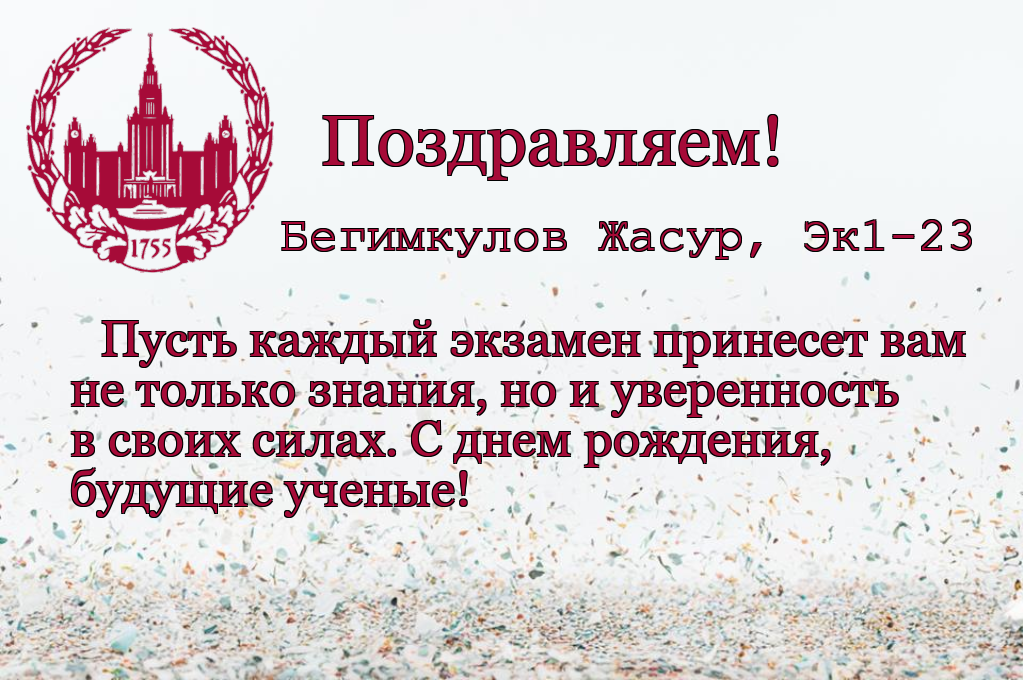 1755
Поздравляем!
Бегимкулов Жасур, Эк1-23
Пусть каждый экзамен принесет вам
не только знания, но и уверенность
в своих силах. С днем рождения,
будущие ученые!